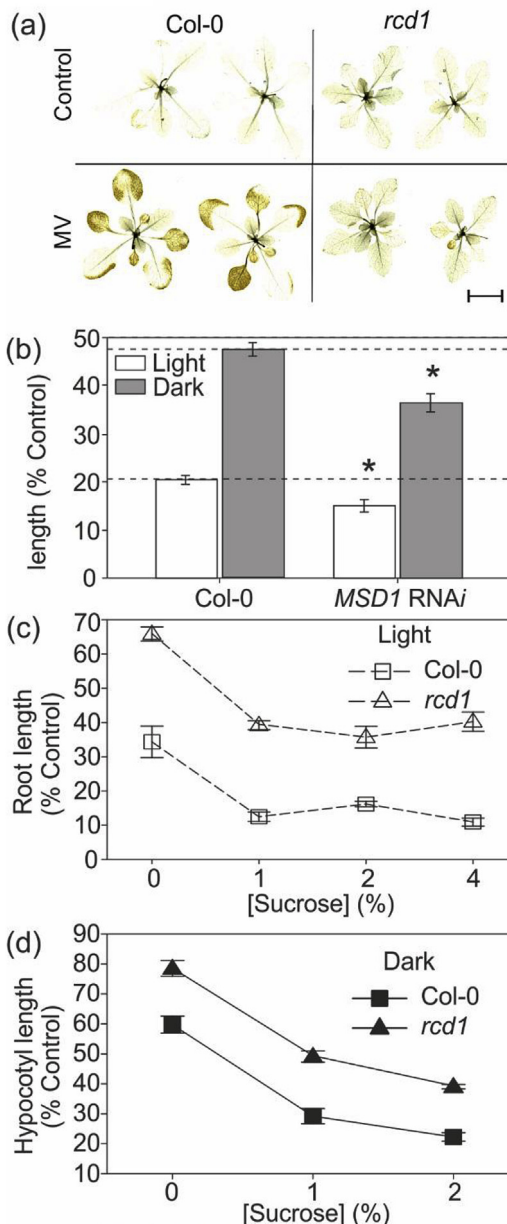 (a)
Col-0 rcd1
Control
MV
(b)
length (% Control)
50
40
30
20
10
0
Light
Dark
*
*
Col-0 MSD1 RNAi
(c)
Root length
(% Control)
70
60
50
40
30
20
10
0
Light
Col-0
rcd1
0 1 2 4
[Sucrose] (%)
(d)
Hypocotyl length
(% Control)
90
80
70
60
50
40
30
20
10
Dark
Col-0
rcd1
0 1 2
[Sucrose] (%)